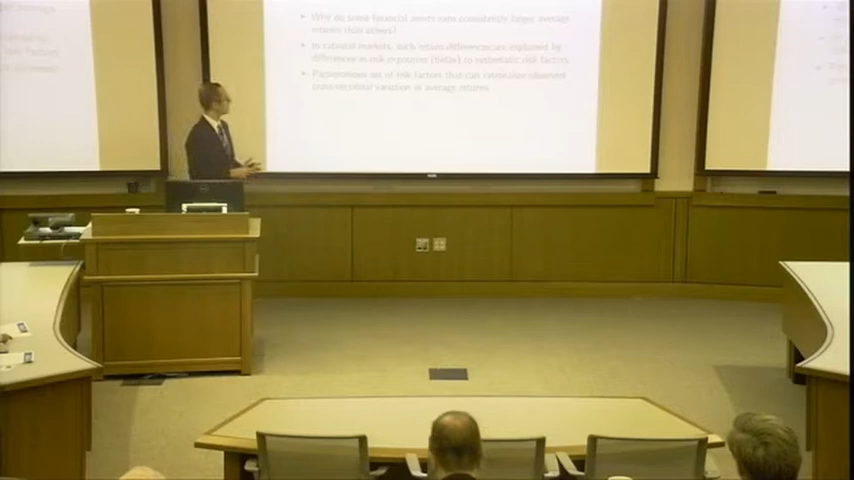 Why do some financial assets earn consistently larger average
returns than others?
In rational markets, such return differences are explained by
differences in risk exposure (betas) to systematic risk factors
Parsimonious set of risk factors that can rationalize observed
cross-sectional variation in average returns